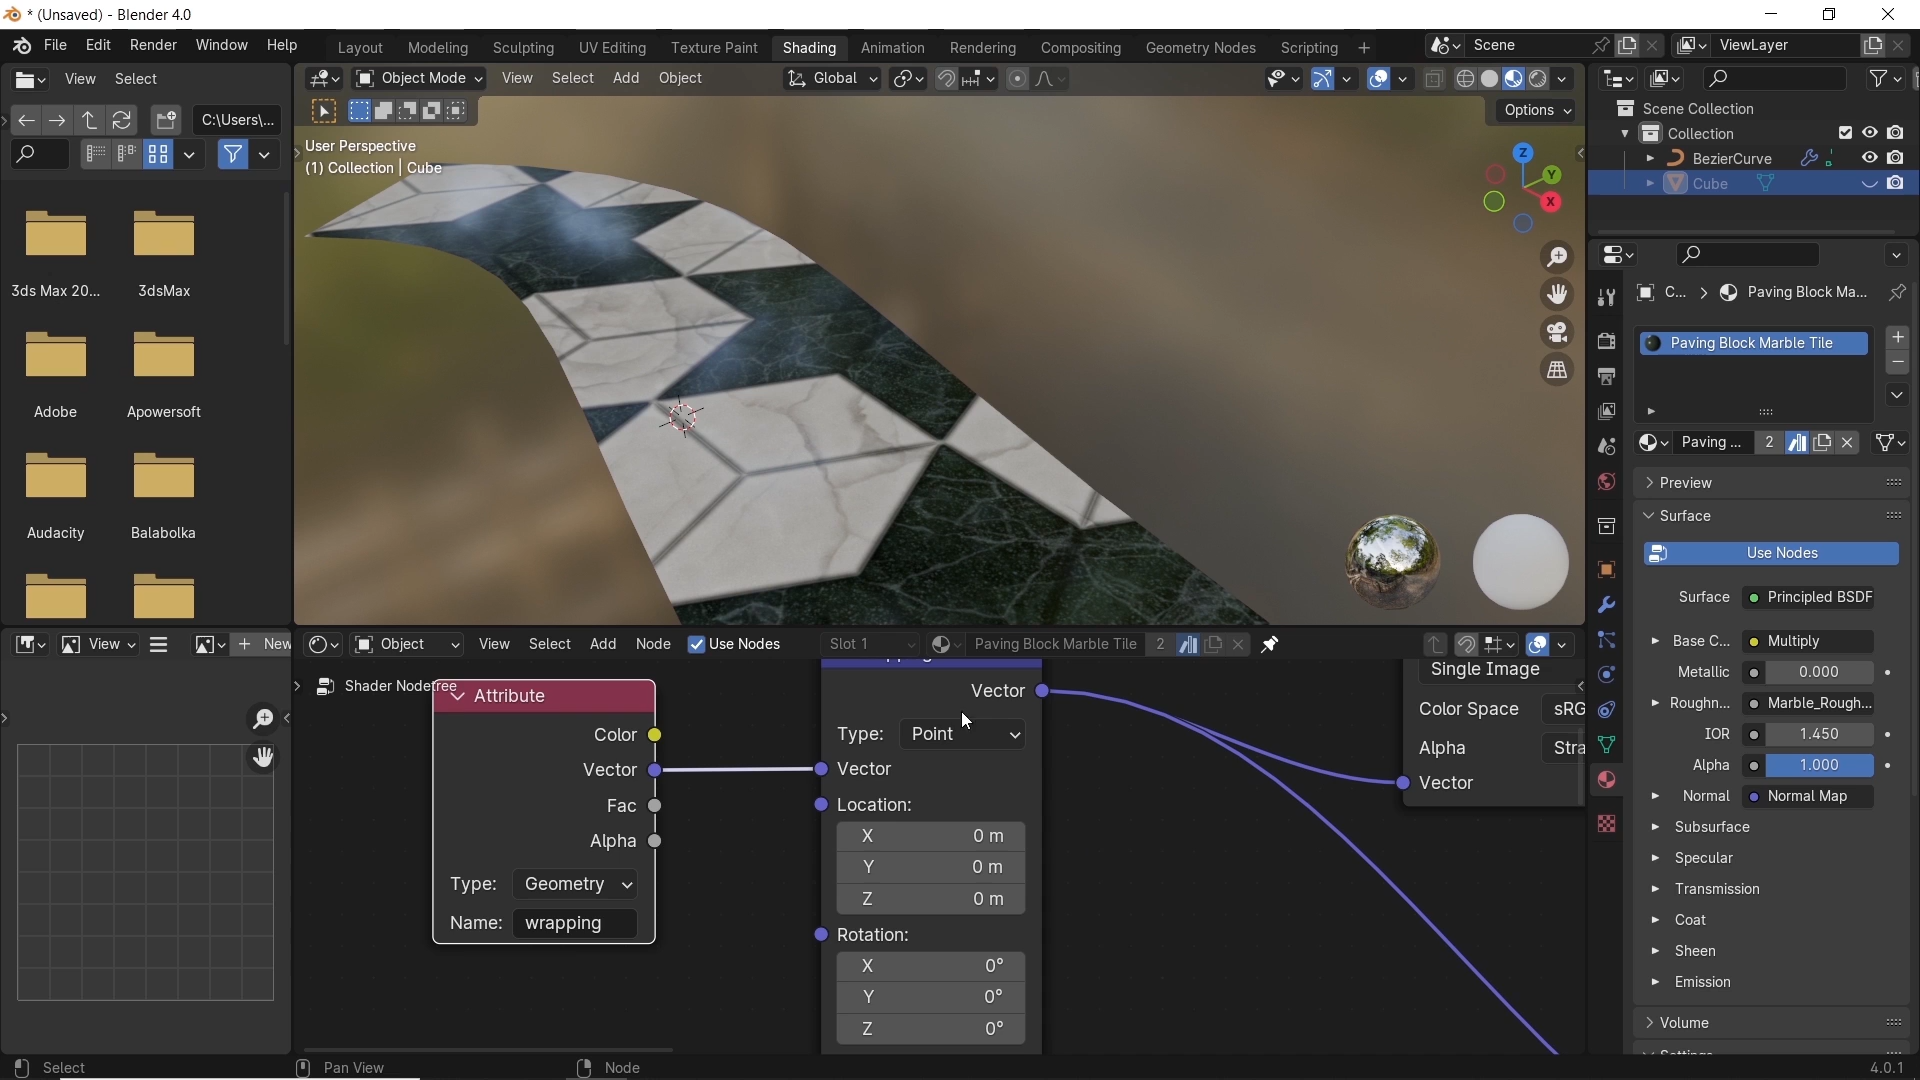 * (Unsaved) - Blender 4.0
File Edit Render Window Help
Layout Modeling Sculpting UV Editing Texture Paint Shading Animation Rendering Compositing Geometry Nodes Scripting +
Scene
ViewLayer
View Select
C:\Users\...
3ds Max 20...
3dsMax
Adobe
Apowersoft
Audacity
Balabolka
Object Mode View Select Add Object
Global
Options
User Perspective
(1) Collection | Cube
Z
Y
X
Scene Collection
Collection
BezierCurve
Cube
C...
Paving Block Ma...
Paving Block Marble Tile
Paving ...
2
Preview
Surface
Use Nodes
Surface Principled BSDF
Base C... Multiply
Metallic 0.000
Roughn... Marble_Rough...
IOR 1.450
Alpha 1.000
Normal Normal Map
Subsurface
Specular
Transmission
Coat
Sheen
Emission
Volume
View
+ New
Object View Select Add Node Use Nodes Slot 1 Paving Block Marble Tile 2
Shader Nodetree
Attribute
Color
Vector
Fac
Alpha
Type: Geometry
Name: wrapping
Vector
Type: Point
Vector
Location:
X 0 m
Y 0 m
Z 0 m
Rotation:
X 0°
Y 0°
Z 0°
Single Image
Color Space sRG
Alpha Stra
Vector
Select
Pan View
Node
4.0.1